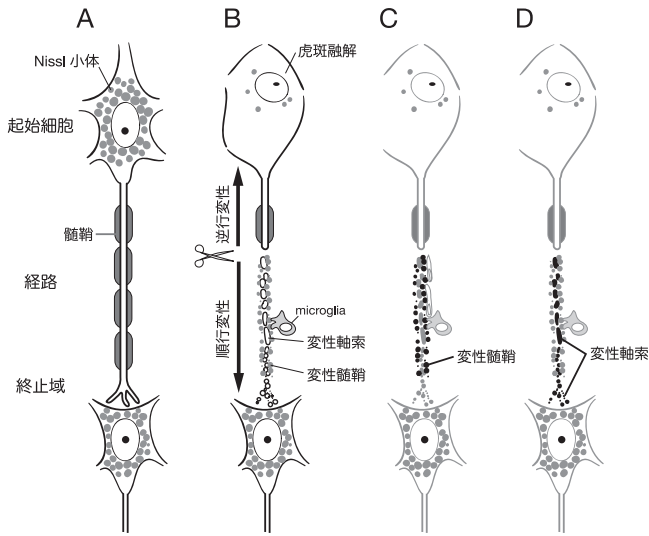 A
B
C
D
Nissl 小体
虎斑融解
起始細胞
逆行変性
髄鞘
経路
順行変性
microglia
変性軸索
変性髄鞘
変性髄鞘
変性軸索
終止域